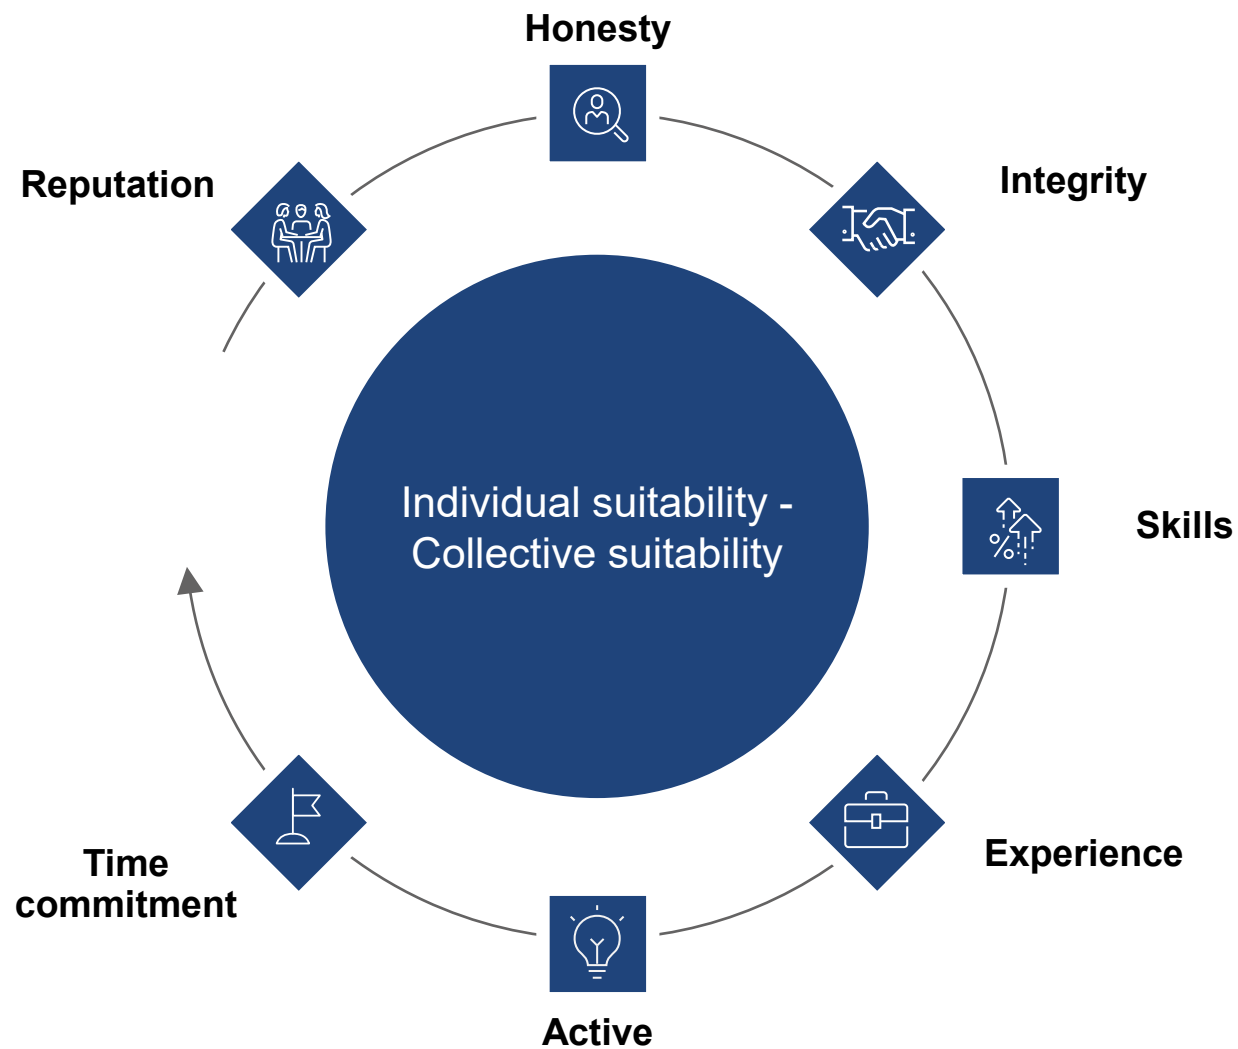 Honesty
Reputation
Integrity
Individual suitability -
Collective suitability
Skills
Experience
Time
commitment
Active